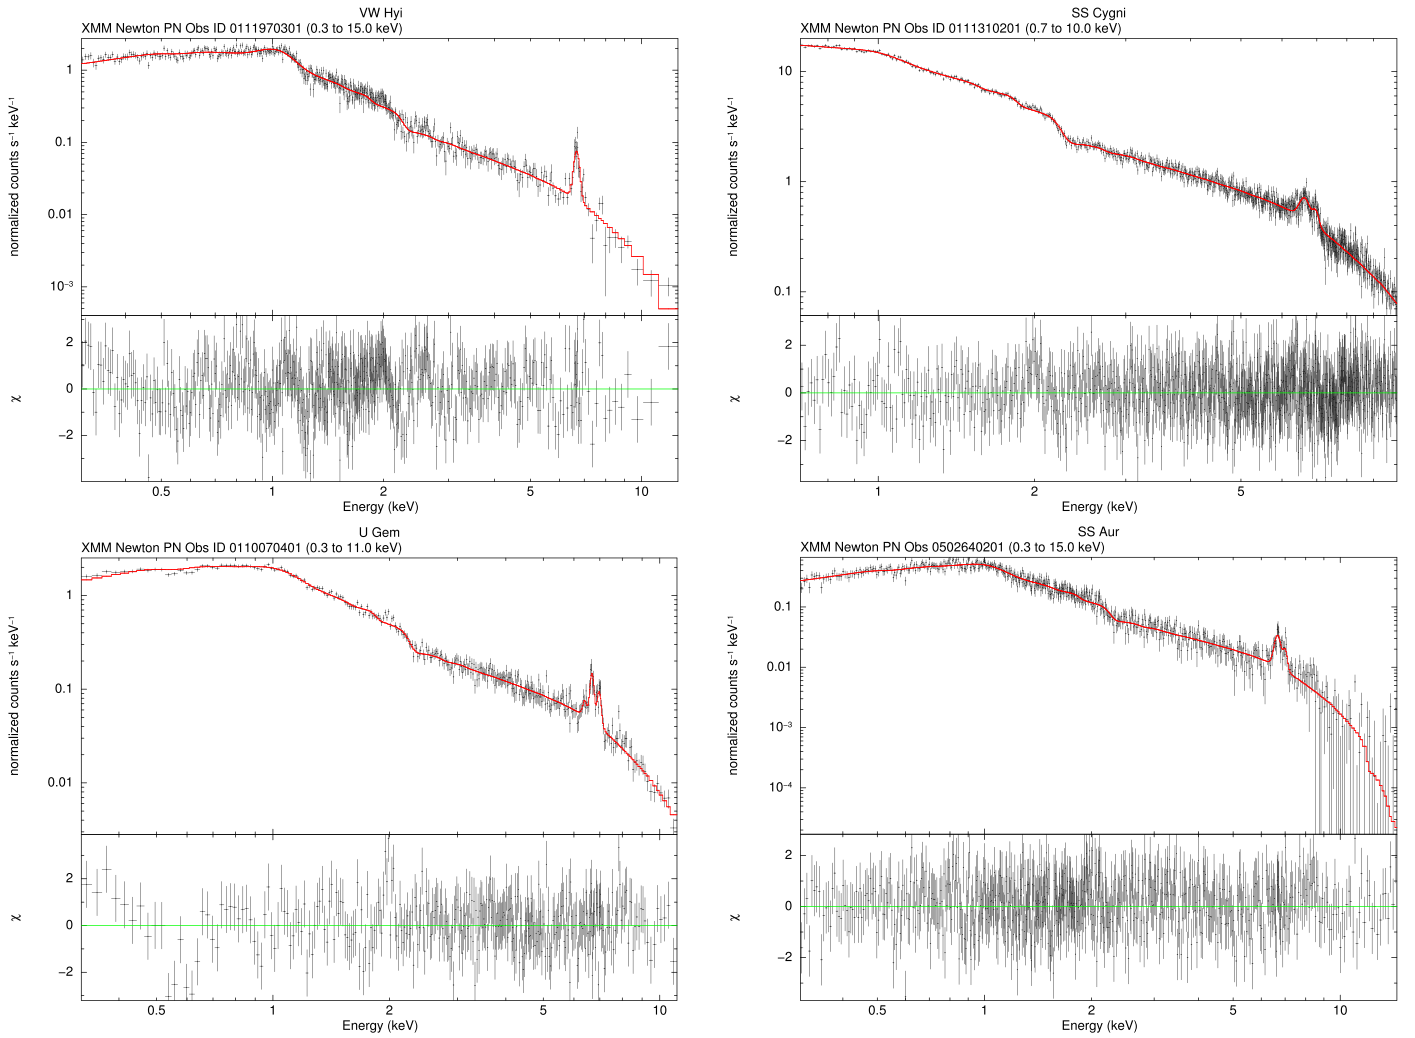 VW Hyi
XMM Newton PN Obs ID 0111970301 (0.3 to 15.0 keV)
normalized counts s⁻¹ keV⁻¹
1
0.1
0.01
10⁻³
χ
2
0
−2
0.5 1 2 5 10
Energy (keV)
SS Cygni
XMM Newton PN Obs ID 0111310201 (0.7 to 10.0 keV)
normalized counts s⁻¹ keV⁻¹
10
1
0.1
χ
2
0
−2
1 2 5
Energy (keV)
U Gem
XMM Newton PN Obs ID 0110070401 (0.3 to 11.0 keV)
normalized counts s⁻¹ keV⁻¹
1
0.1
0.01
χ
2
0
−2
0.5 1 2 5 10
Energy (keV)
SS Aur
XMM Newton PN Obs 0502640201 (0.3 to 15.0 keV)
normalized counts s⁻¹ keV⁻¹
0.1
0.01
10⁻³
10⁻⁴
χ
2
0
−2
0.5 1 2 5 10
Energy (keV)